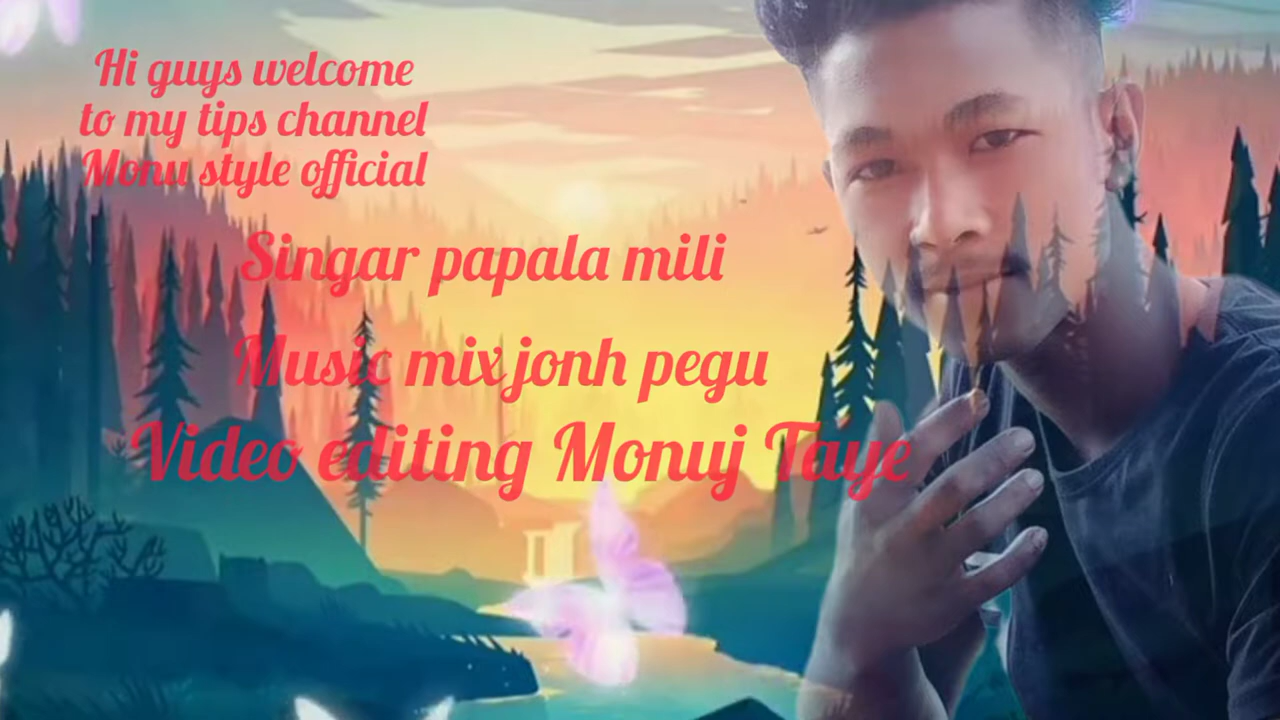 Hi guys welcome
to my tips channel
Monu style official
Singar papala mili
Music mix jonh pegu
Video editing Monuj Taye